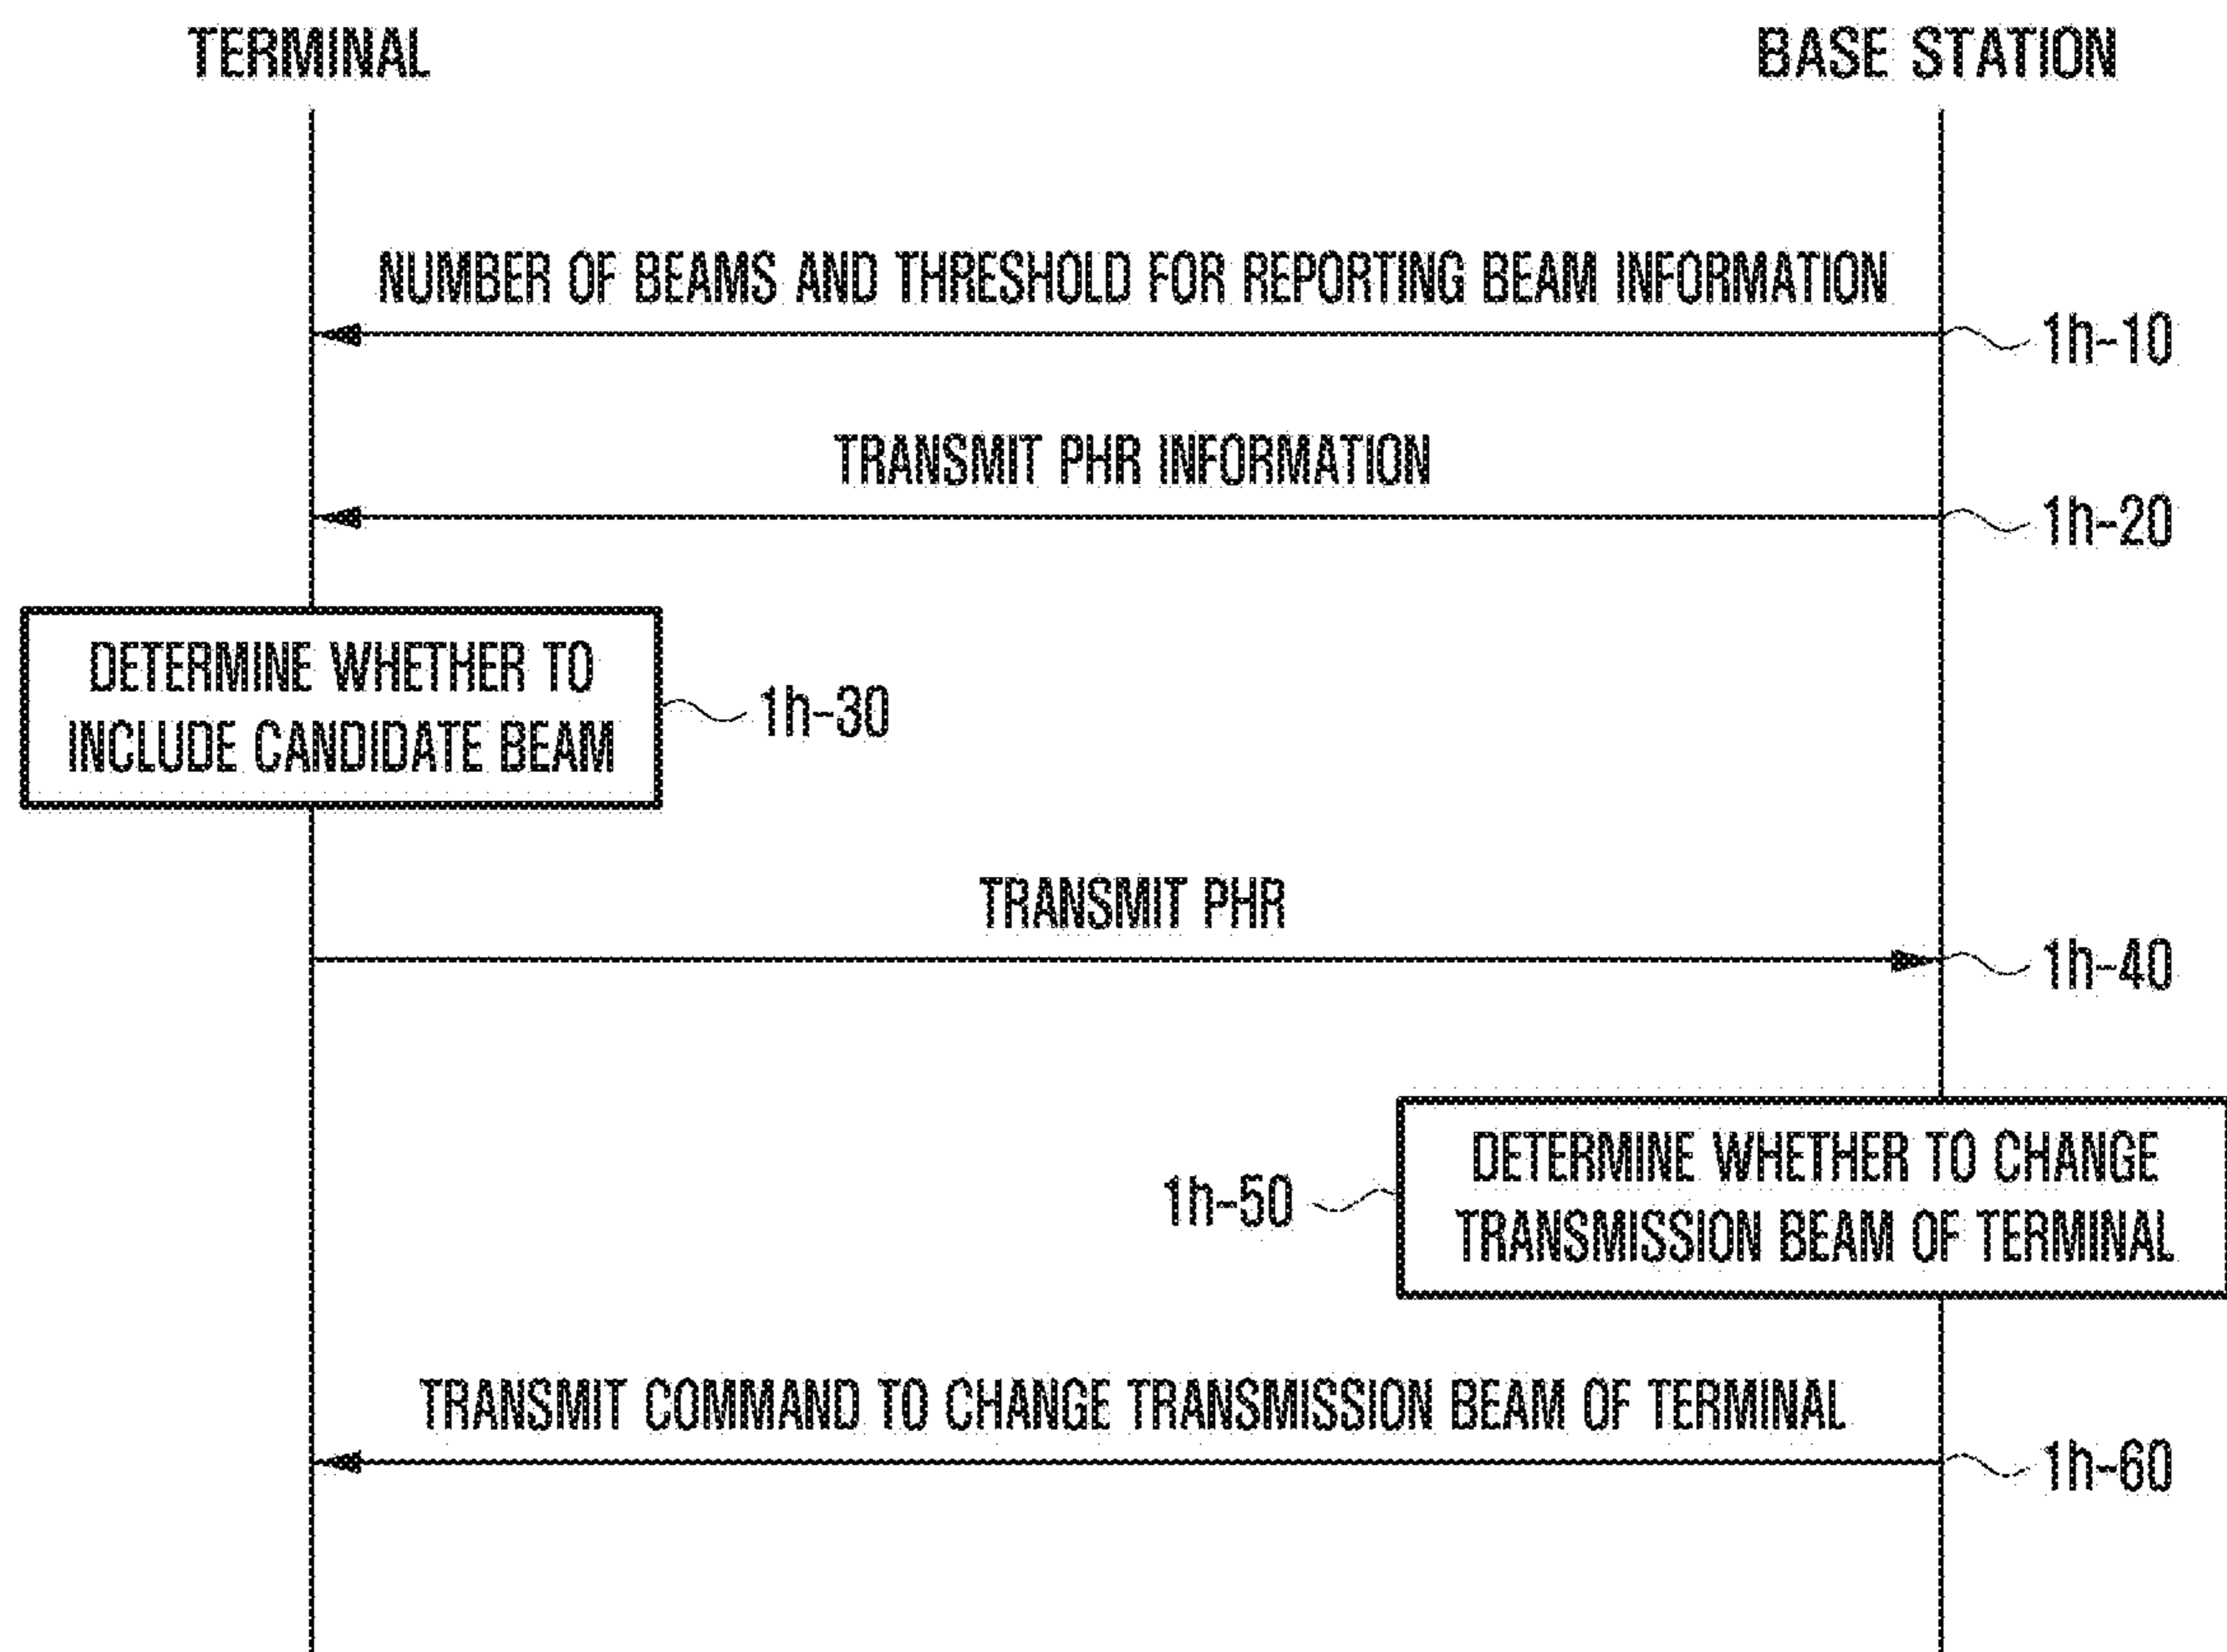 TERMINAL
BASE STATION
NUMBER OF BEAMS AND THRESHOLD FOR REPORTING BEAM INFORMATION
1h-10
TRANSMIT PHR INFORMATION
1h-20
DETERMINE WHETHER TO
INCLUDE CANDIDATE BEAM
1h-30
TRANSMIT PHR
1h-40
DETERMINE WHETHER TO CHANGE
TRANSMISSION BEAM OF TERMINAL
1h-50
TRANSMIT COMMAND TO CHANGE TRANSMISSION BEAM OF TERMINAL
1h-60